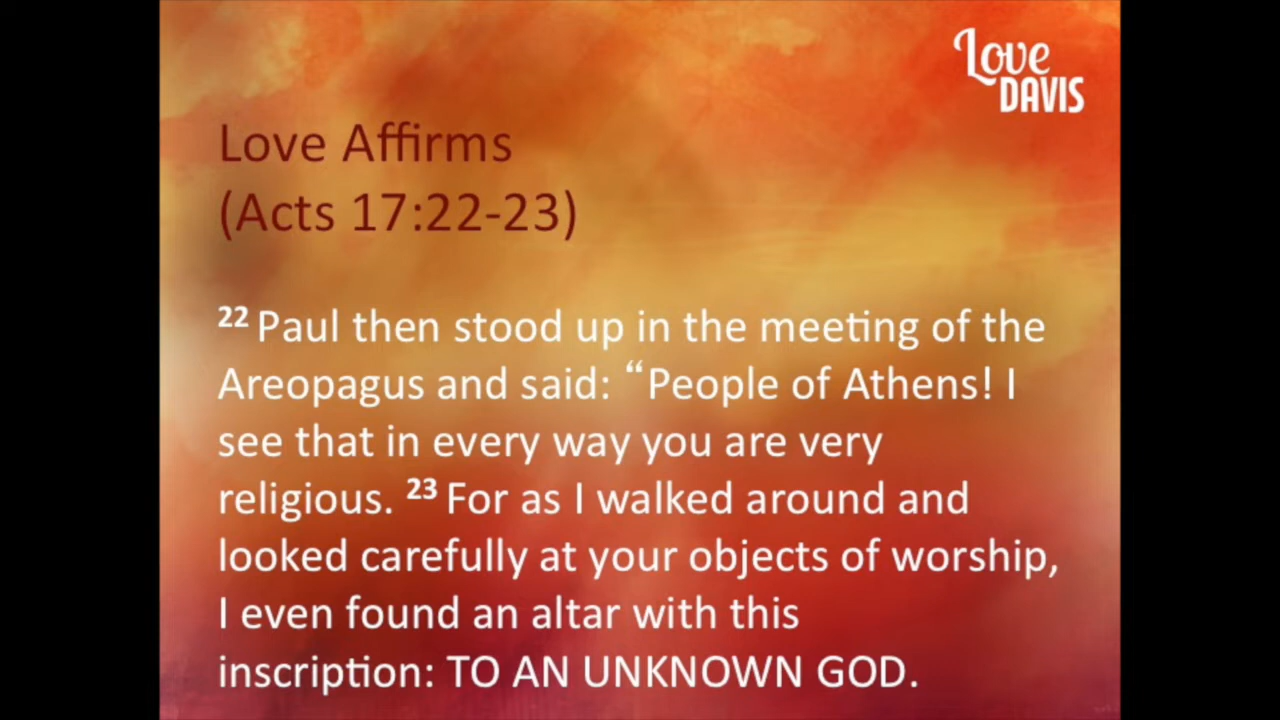 Love
DAVIS
Love Affirms
(Acts 17:22-23)
22 Paul then stood up in the meeting of the
Areopagus and said: “People of Athens! I
see that in every way you are very
religious. 23 For as I walked around and
looked carefully at your objects of worship,
I even found an altar with this
inscription: TO AN UNKNOWN GOD.